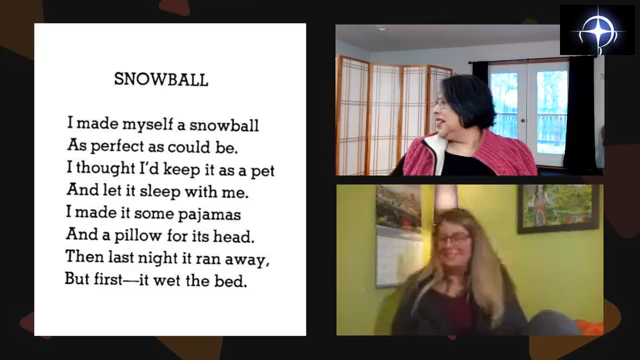 SNOWBALL
I made myself a snowball
As perfect as could be.
I thought I'd keep it as a pet
And let it sleep with me.
I made it some pajamas
And a pillow for its head.
Then last night it ran away,
But first—it wet the bed.